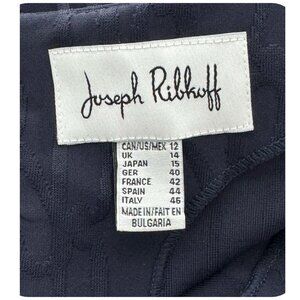 Joseph Ribkoff
CAN/US/MEX 12
UK 14
JAPAN 15
GER 40
FRANCE 42
SPAIN 44
ITALY 46
MADE IN/FAIT EN
BULGARIA